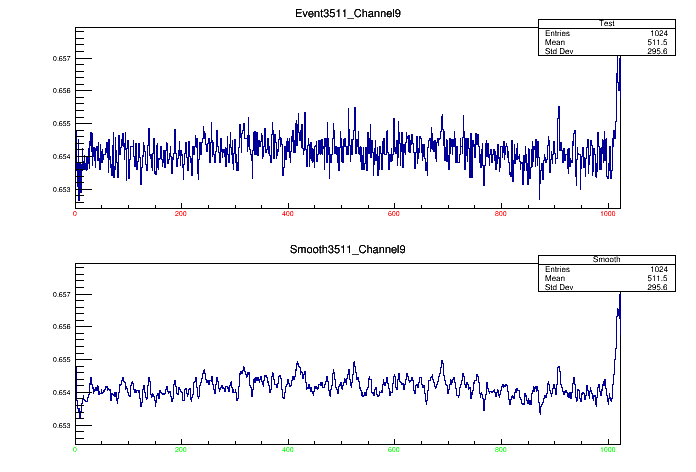 Event3511_Channel9
Test
Entries 1024
Mean 511.5
Std Dev 295.6
0.657
0.656
0.655
0.654
0.653
0 200 400 600 800 1000
Smooth3511_Channel9
Smooth
Entries 1024
Mean 511.5
Std Dev 295.6
0.657
0.656
0.655
0.654
0.653
0 200 400 600 800 1000